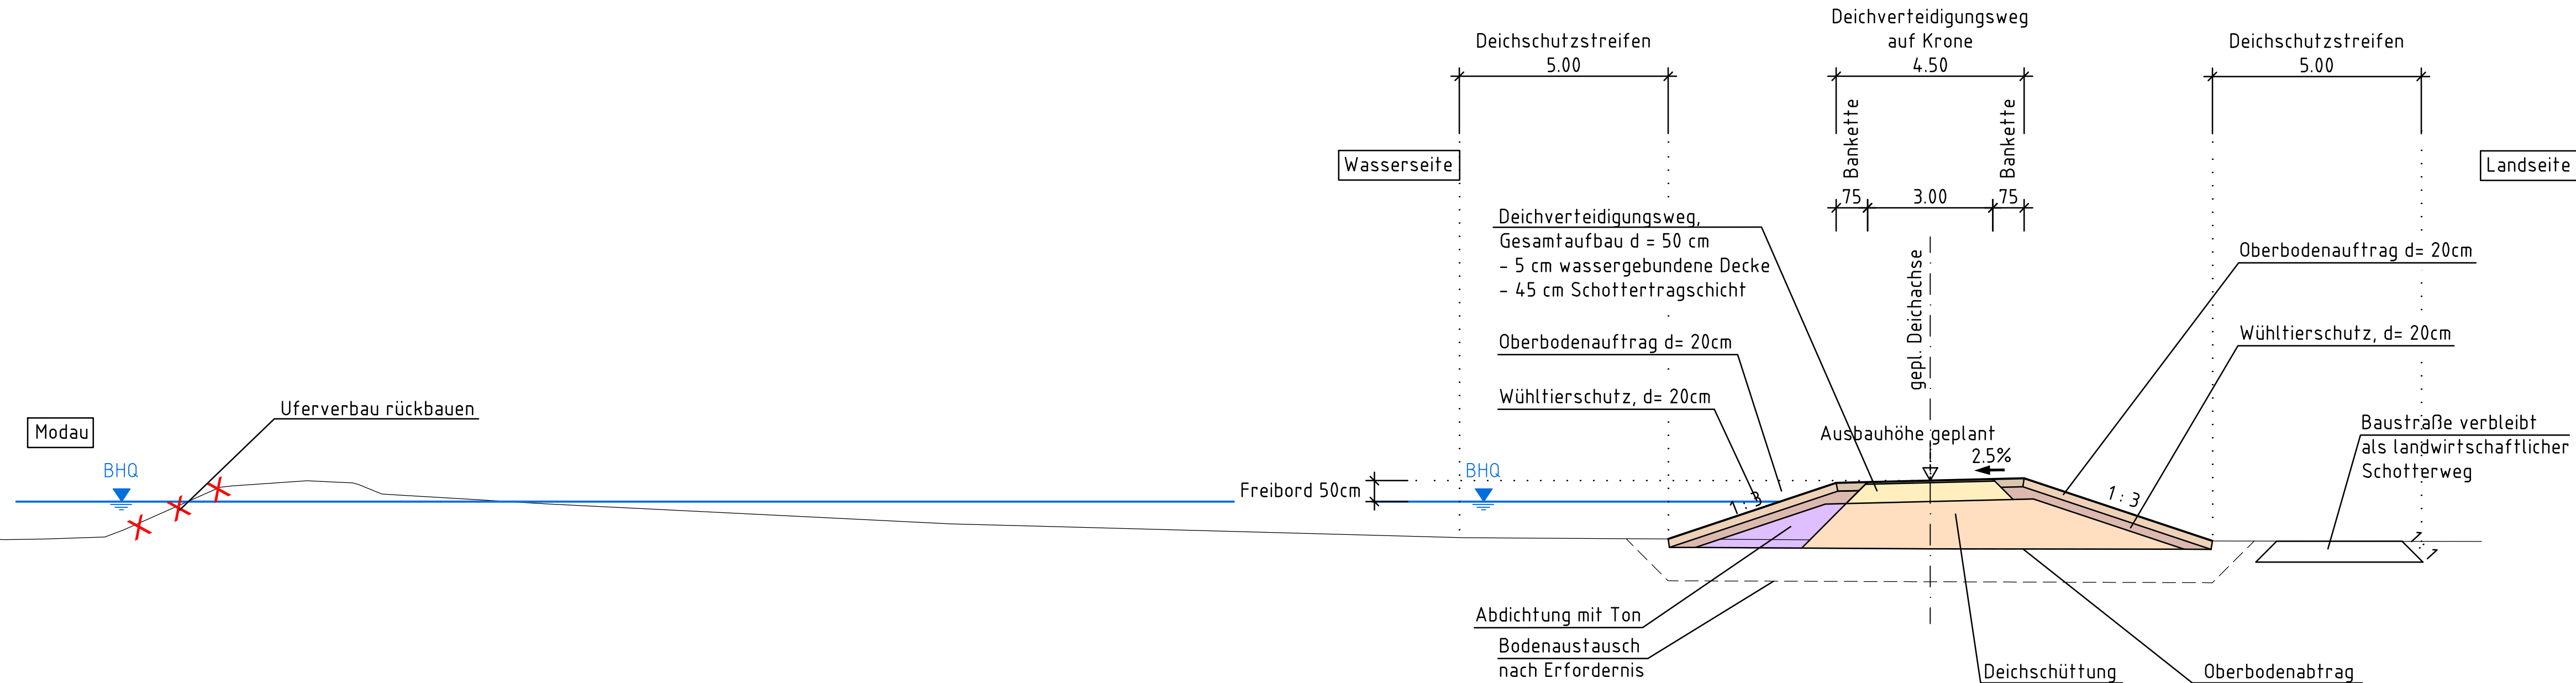 Deichverteidigungsweg
auf Krone
4.50
Deichschutzstreifen
5.00
Deichschutzstreifen
5.00
Bankette
Bankette
Wasserseite
Landseite
75
3.00
75
Deichverteidigungsweg,
Gesamtaufbau d = 50 cm
- 5 cm wassergebundene Decke
- 45 cm Schottertragschicht
gepl. Deichachse
Oberbodenauftrag d= 20cm
Wühltierschutz, d= 20cm
Oberbodenauftrag d= 20cm
Wühltierschutz, d= 20cm
Uferverbau rückbauen
Modau
BHQ
Ausbauhöhe geplant
2.5%
Baustraße verbleibt
als landwirtschaftlicher
Schotterweg
BHQ
Freibord 50cm
1 : 3
1 : 3
1 : 1
Abdichtung mit Ton
Bodenaustausch
nach Erfordernis
Deichschüttung
Oberbodenabtrag